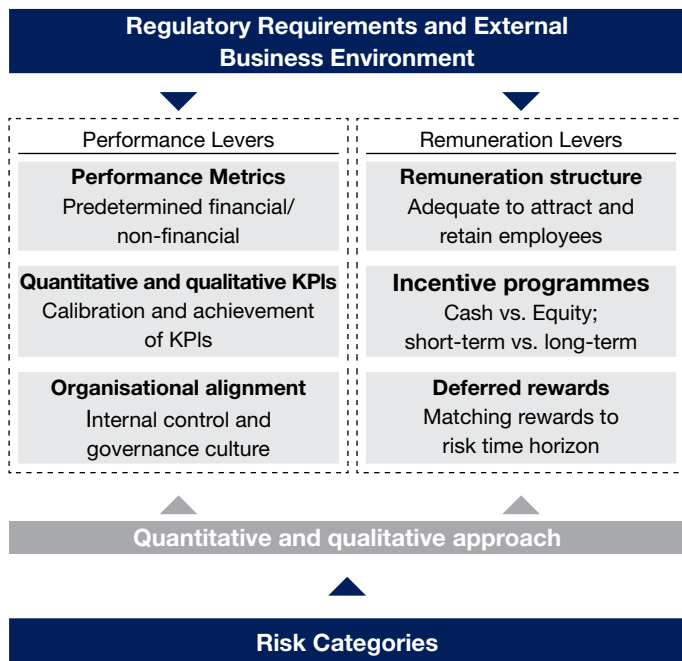 Regulatory Requirements and External
Business Environment
Performance Levers
Performance Metrics
Predetermined financial/
non-financial
Quantitative and qualitative KPIs
Calibration and achievement
of KPIs
Organisational alignment
Internal control and
governance culture
Remuneration Levers
Remuneration structure
Adequate to attract and
retain employees
Incentive programmes
Cash vs. Equity;
short-term vs. long-term
Deferred rewards
Matching rewards to
risk time horizon
Quantitative and qualitative approach
Risk Categories